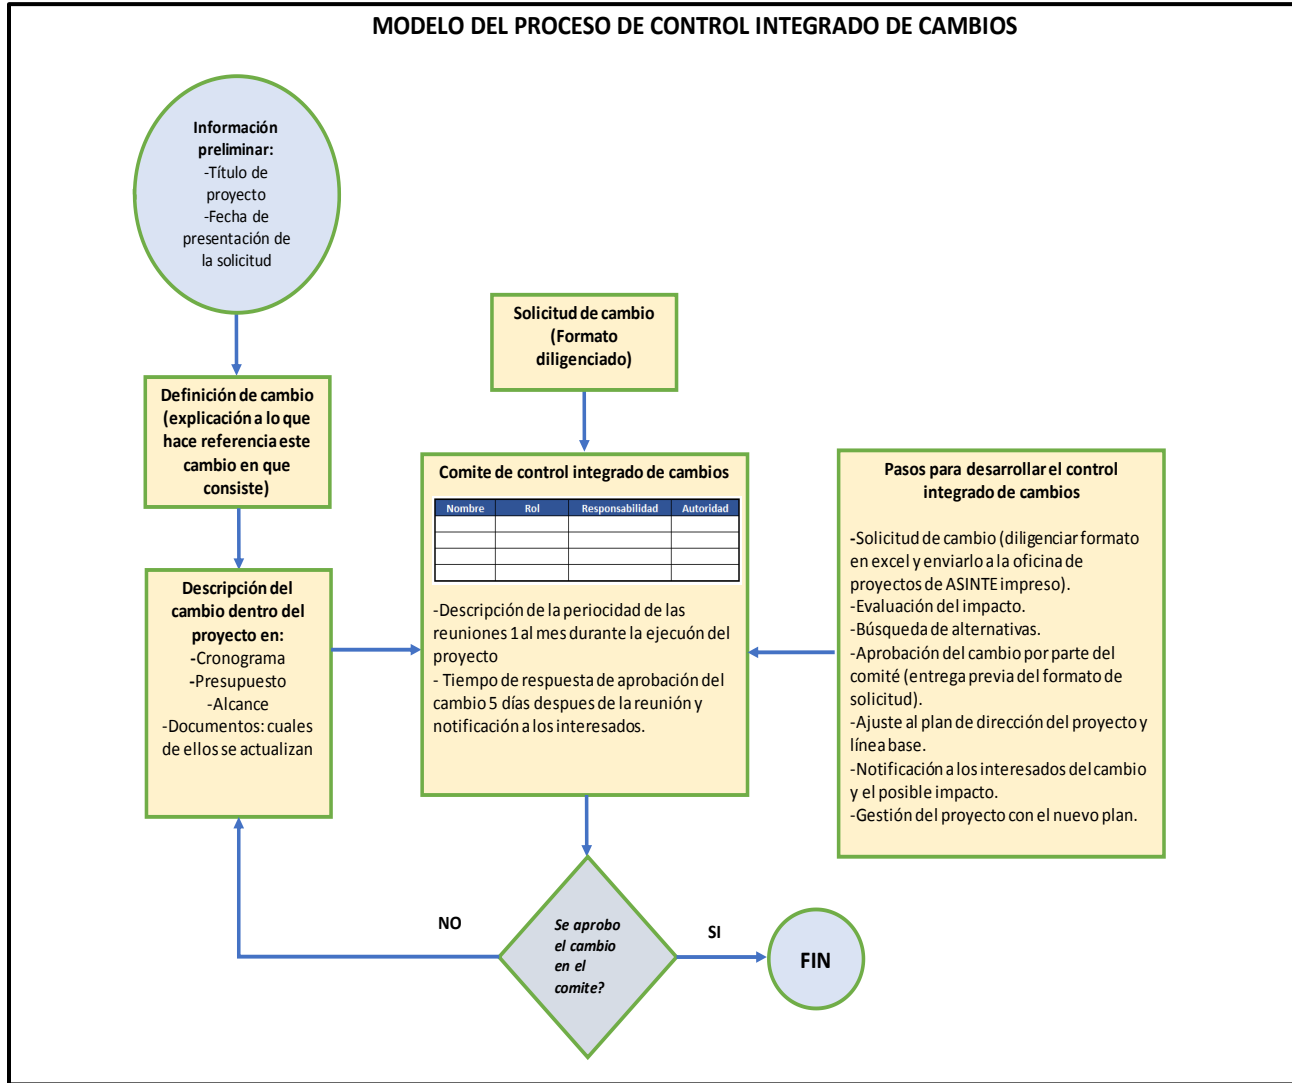 MODELO DEL PROCESO DE CONTROL INTEGRADO DE CAMBIOS
Información
preliminar:
-Título de
proyecto
-Fecha de
presentación de
la solicitud
Definición de cambio
(explicación a lo que
hace referencia este
cambio en que
consiste)
Descripción del
cambio dentro del
proyecto en:
-Cronograma
-Presupuesto
-Alcance
-Documentos: cuales
de ellos se actualizan
Solicitud de cambio
(Formato
diligenciado)
Comite de control integrado de cambios
Nombre Rol Responsabilidad Autoridad
-Descripción de la periocidad de las
reuniones 1 al mes durante la ejecución del
proyecto
- Tiempo de respuesta de aprobación del
cambio 5 días despues de la reunión y
notificación a los interesados.
Pasos para desarrollar el control
integrado de cambios
-Solicitud de cambio (diligenciar formato
en excel y enviarlo a la oficina de
proyectos de ASINTE impreso).
-Evaluación del impacto.
-Búsqueda de alternativas.
-Aprobación del cambio por parte del
comité (entrega previa del formato de
solicitud).
-Ajuste al plan de dirección del proyecto y
línea base.
-Notificación a los interesados del cambio
y el posible impacto.
-Gestión del proyecto con el nuevo plan.
Se aprobo
el cambio
en el
comite?
NO
SI
FIN